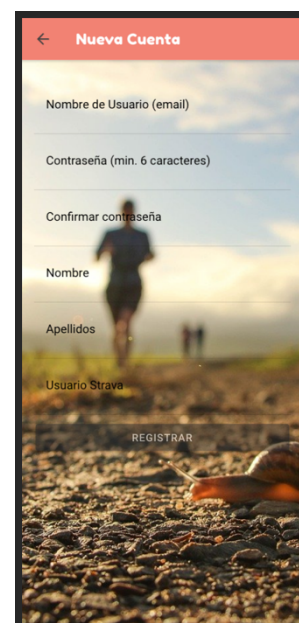 Nueva Cuenta
Nombre de Usuario (email)
Contraseña (min. 6 caracteres)
Confirmar contraseña
Nombre
Apellidos
Usuario Strava
REGISTRAR